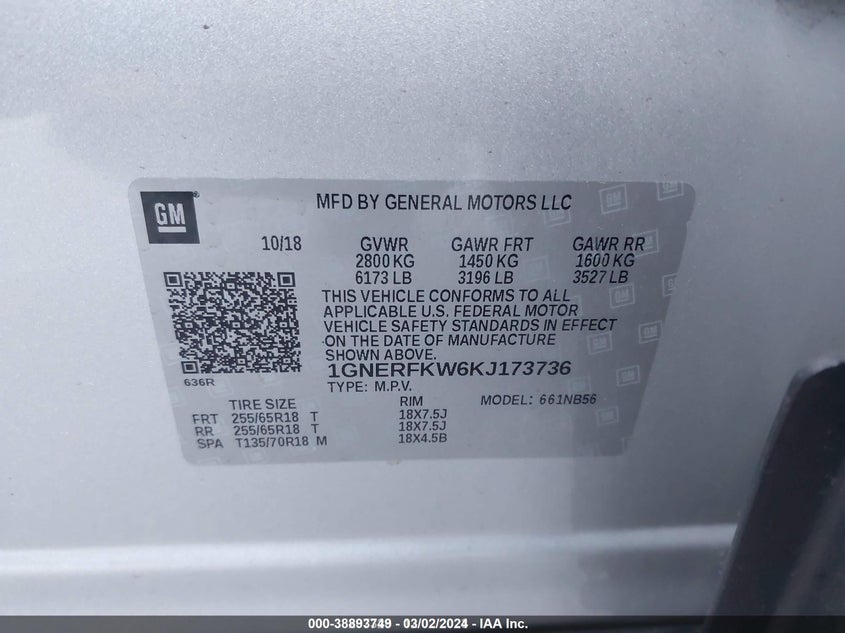 GM
MFD BY GENERAL MOTORS LLC
10/18 GVWR GAWR FRT GAWR RR
2800 KG 1450 KG 1600 KG
6173 LB 3196 LB 3527 LB
THIS VEHICLE CONFORMS TO ALL
APPLICABLE U.S. FEDERAL MOTOR
VEHICLE SAFETY STANDARDS IN EFFECT
ON THE DATE OF MANUFACTURE
SHOWN ABOVE.
636R
1GNERFKW6KJ173736
TYPE: M.P.V.
TIRE SIZE RIM MODEL: 661NB56
FRT 255/65R18 T 18X7.5J
RR 255/65R18 T 18X7.5J
SPA T135/70R18 M 18X4.5B
000-38893749 - 03/02/2024 - IAA Inc.